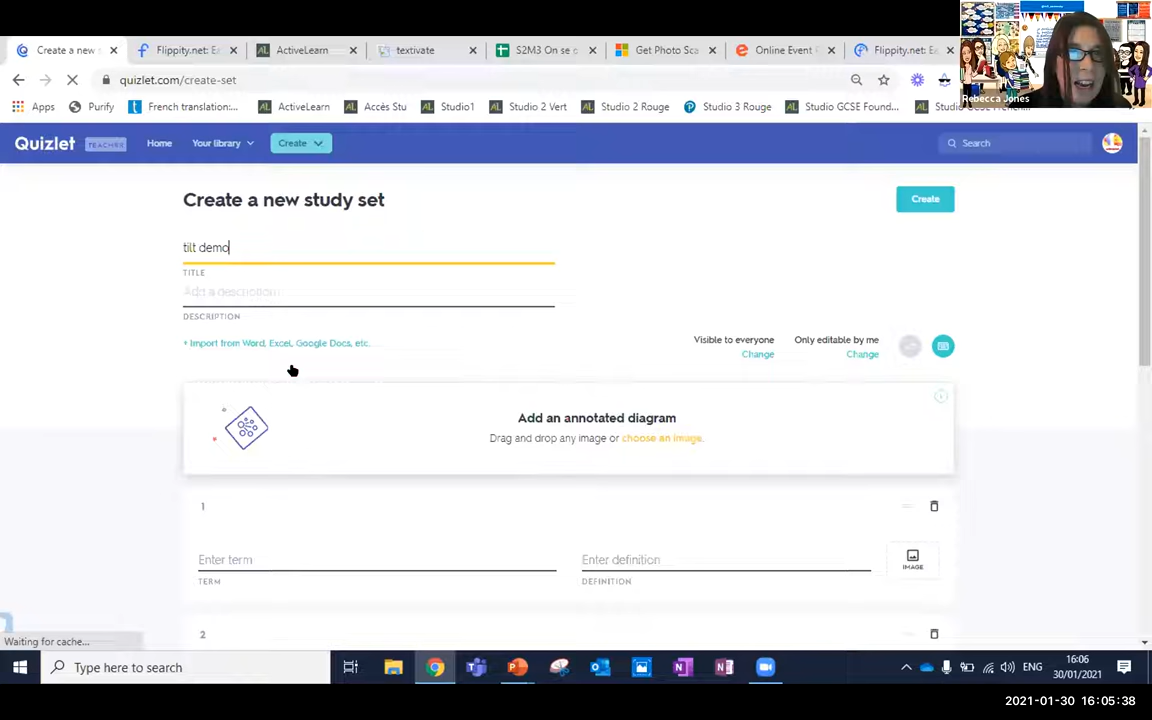 Create a new s
Flippity.net: Ea
ActiveLearn
textivate
S2M3 On se d
Get Photo Sca
Online Event
Flippity.net: Ea
quizlet.com/create-set
Apps
Purify
French translation:...
ActiveLearn
Accès Stu
Studio1
Studio 2 Vert
Studio 2 Rouge
Studio 3 Rouge
Studio GCSE Found...
Rebecca Jones
Quizlet
TEACHER
Home
Your library
Create
Search
Create a new study set
Create
tilt demo
TITLE
Add a description...
DESCRIPTION
+ Import from Word, Excel, Google Docs, etc.
Visible to everyone
Change
Only editable by me
Change
Add an annotated diagram
Drag and drop any image or choose an image.
1
Enter term
TERM
Enter definition
DEFINITION
IMAGE
2
Waiting for cache...
Type here to search
ENG
16:06
30/01/2021
2021-01-30 16:05:38